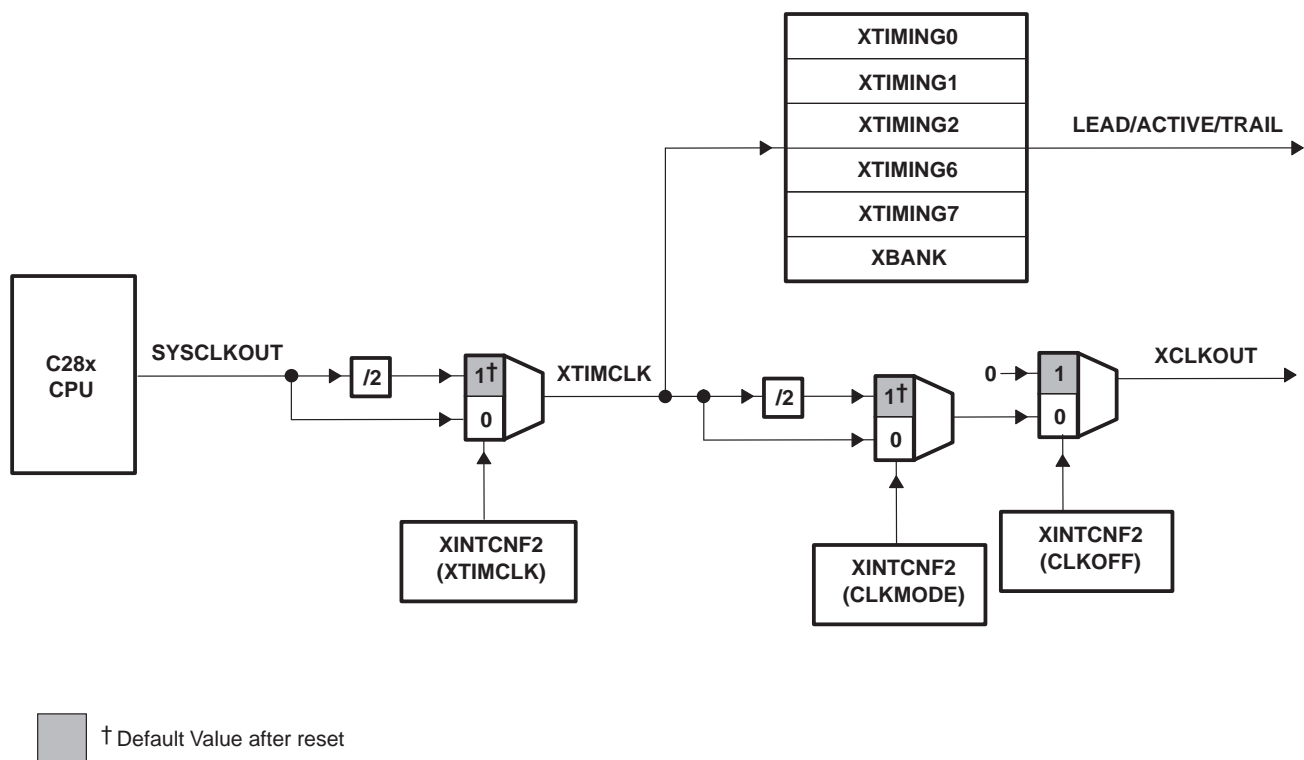 XTIMING0
XTIMING1
XTIMING2
XTIMING6
XTIMING7
XBANK
LEAD/ACTIVE/TRAIL
C28x
CPU
SYSCLKOUT
/2
1†
0
XTIMCLK
/2
1†
0
0
1
0
XCLKOUT
XINTCNF2
(XTIMCLK)
XINTCNF2
(CLKMODE)
XINTCNF2
(CLKOFF)
† Default Value after reset